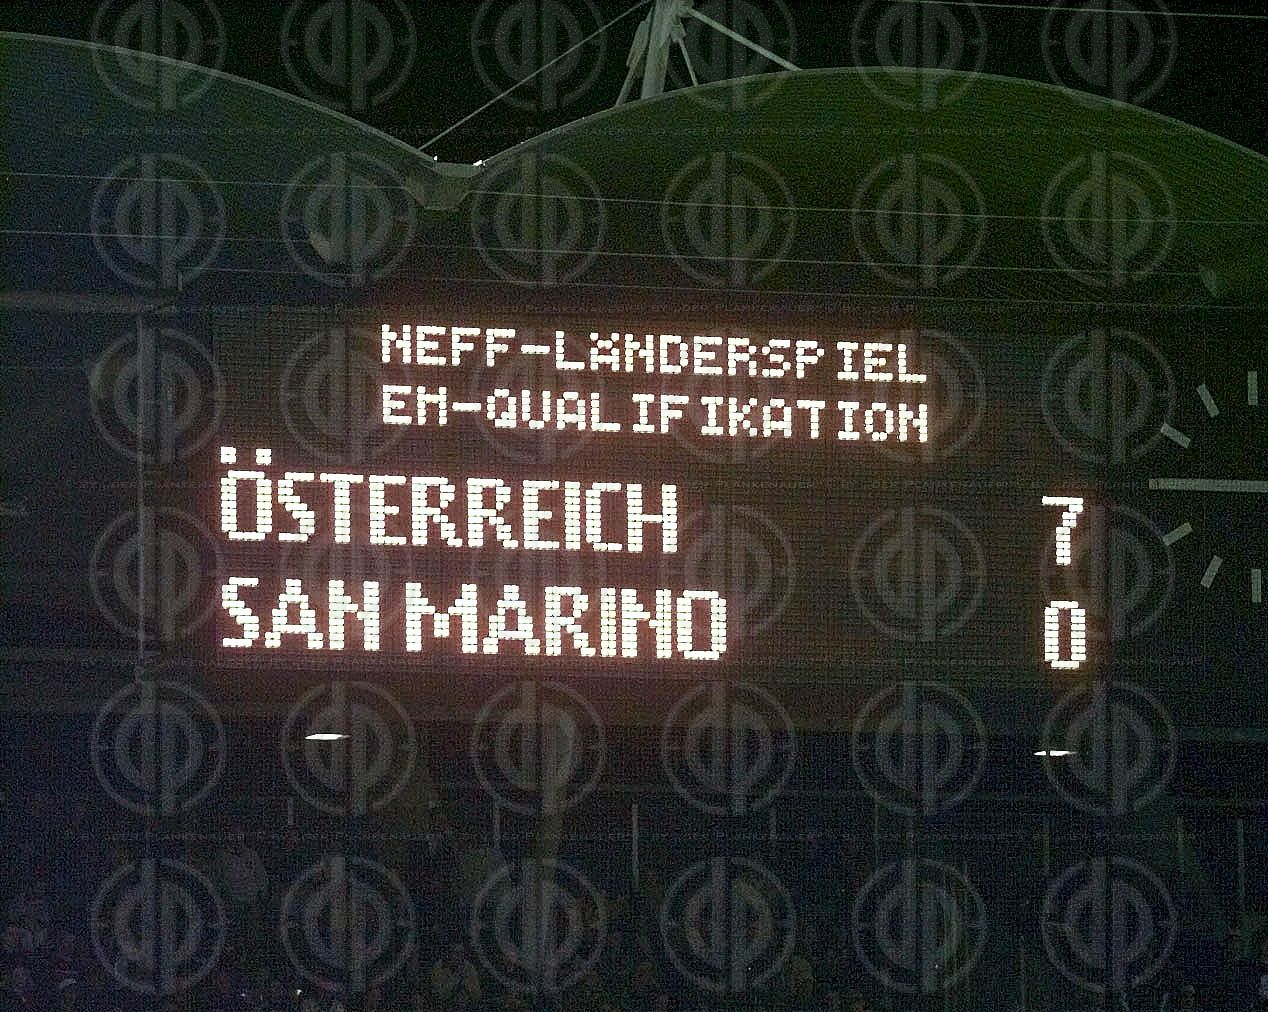 NEFF-LÄNDERSPIEL
EM-QUALIFIKATION
ÖSTERREICH 7
SAN MARINO 0